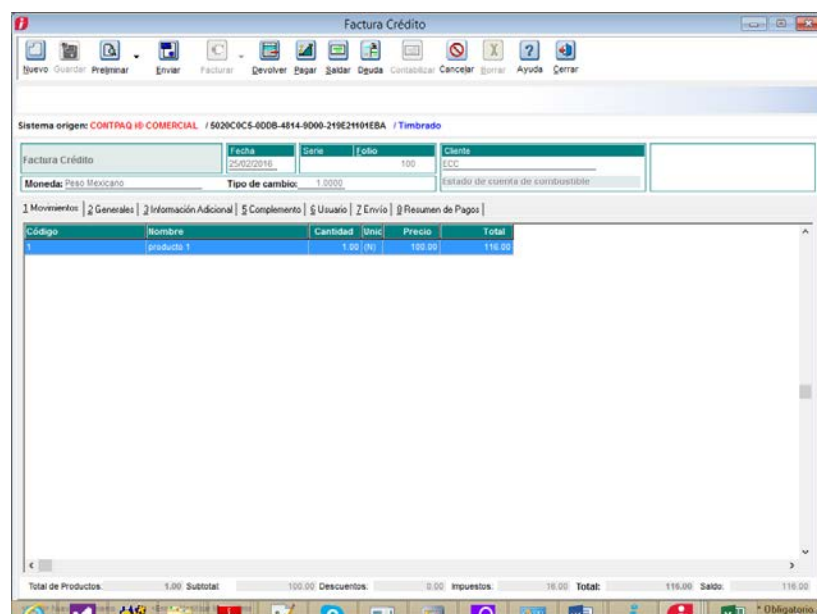 Factura Crédito
Nuevo Guardar Preliminar Enviar Facturar Devolver Pagar Saldar Deuda Contabilizar Cancelar Borrar Ayuda Cerrar
Sistema origen: CONTPAQ i® COMERCIAL / 5020C0C5-0DDB-4814-9D00-219E21101EBA / Timbrado
Factura Crédito
Fecha Serie Folio Cliente
25/02/2016 100 ECC
Moneda: Peso Mexicano Tipo de cambio: 1.0000 Estado de cuenta de combustible
1 Movimientos 2 Generales 3 Información Adicional 5 Complemento 6 Usuario 7 Envío 9 Resumen de Pagos
Código Nombre Cantidad Unic Precio Total
1 producto 1 1.00 (N) 100.00 116.00
Total de Productos: 1.00 Subtotal: 100.00 Descuentos: 0.00 Impuestos: 16.00 Total: 116.00 Saldo: 116.00
* Obligatorio